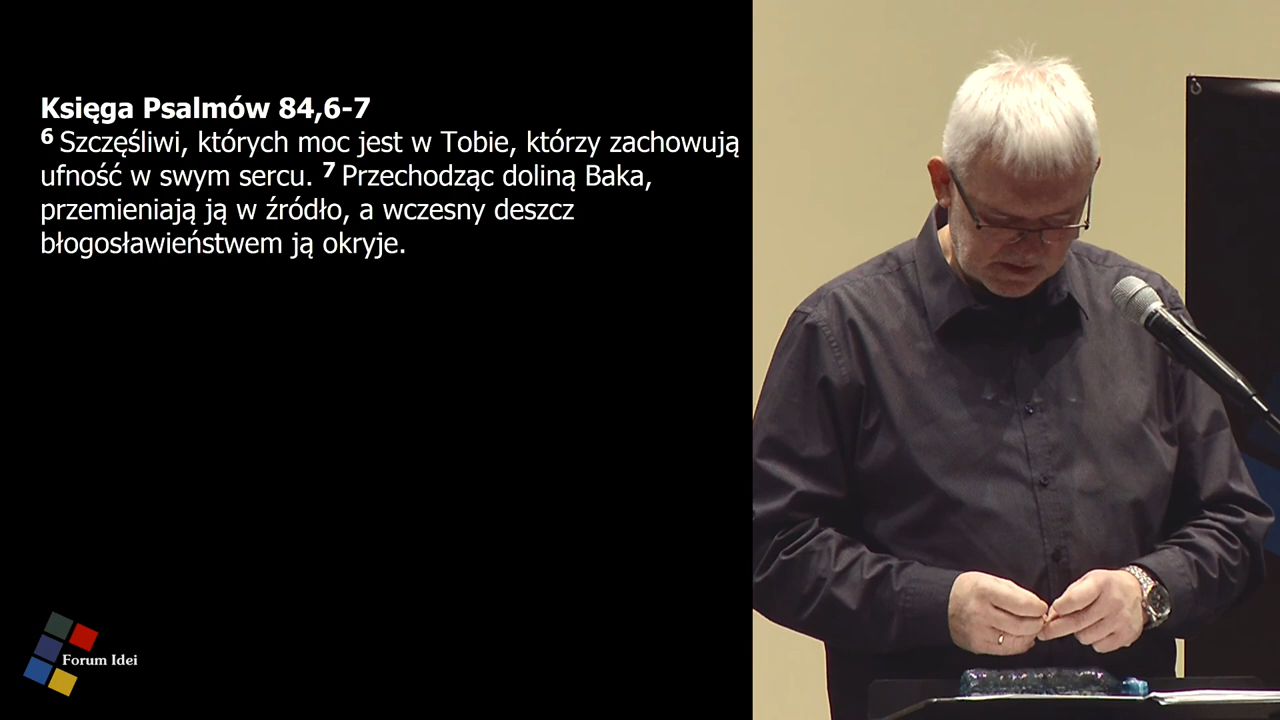 Księga Psalmów 84,6-7
6 Szczęśliwi, których moc jest w Tobie, którzy zachowują
ufność w swym sercu. 7 Przechodząc doliną Baka,
przemieniają ją w źródło, a wczesny deszcz
błogosławieństwem ją okryje.
Forum Idei